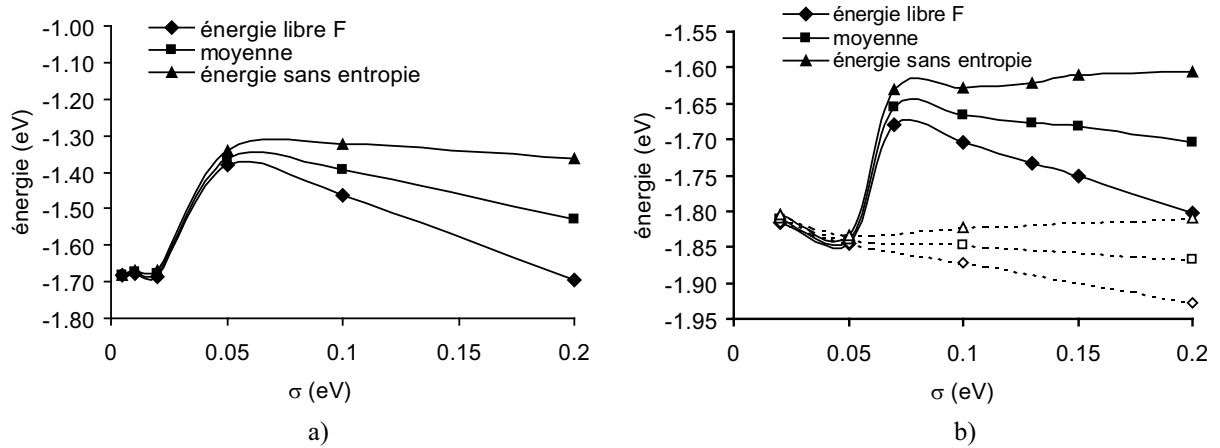 énergie libre F
moyenne
énergie sans entropie
-1.00
-1.10
-1.20
-1.30
-1.40
-1.50
-1.60
-1.70
-1.80
énergie (eV)
0
0.05
0.1
0.15
0.2
σ (eV)
a)
énergie libre F
moyenne
énergie sans entropie
-1.55
-1.60
-1.65
-1.70
-1.75
-1.80
-1.85
-1.90
-1.95
énergie (eV)
0
0.05
0.1
0.15
0.2
σ (eV)
b)